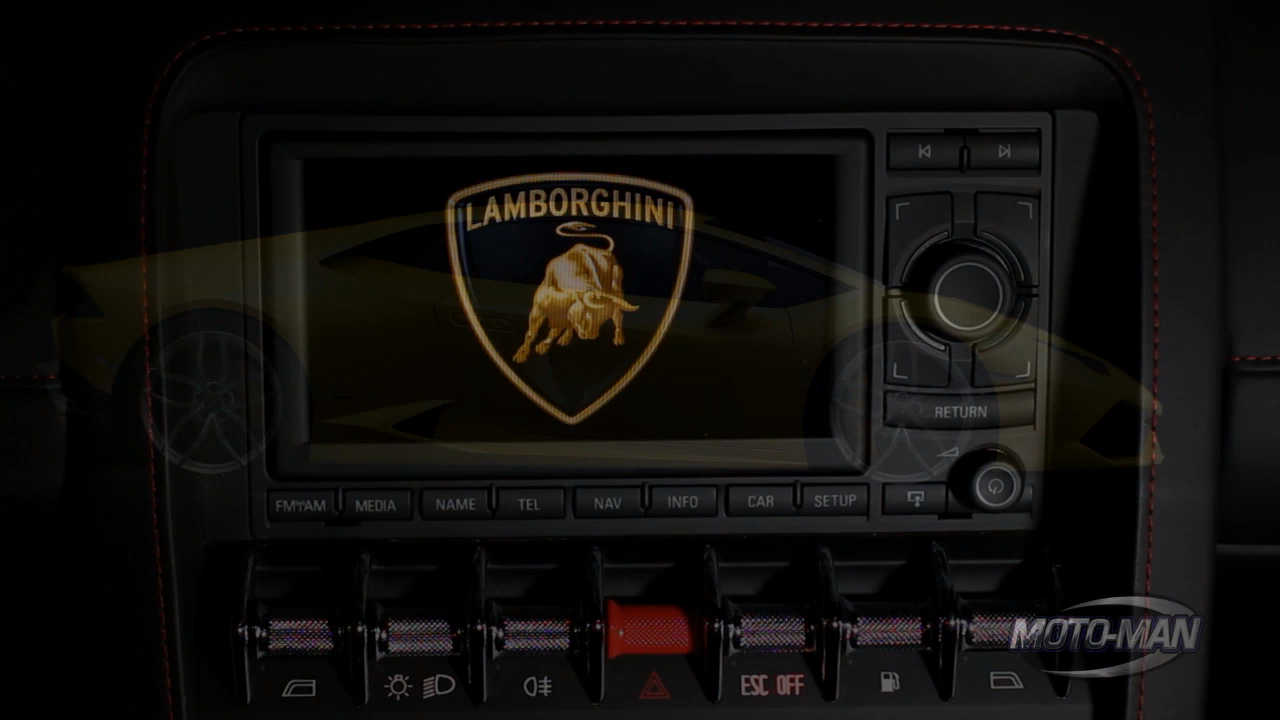 LAMBORGHINI
RETURN
FM/AM MEDIA NAME TEL NAV INFO CAR SETUP
ESC OFF
MOTO-MAN